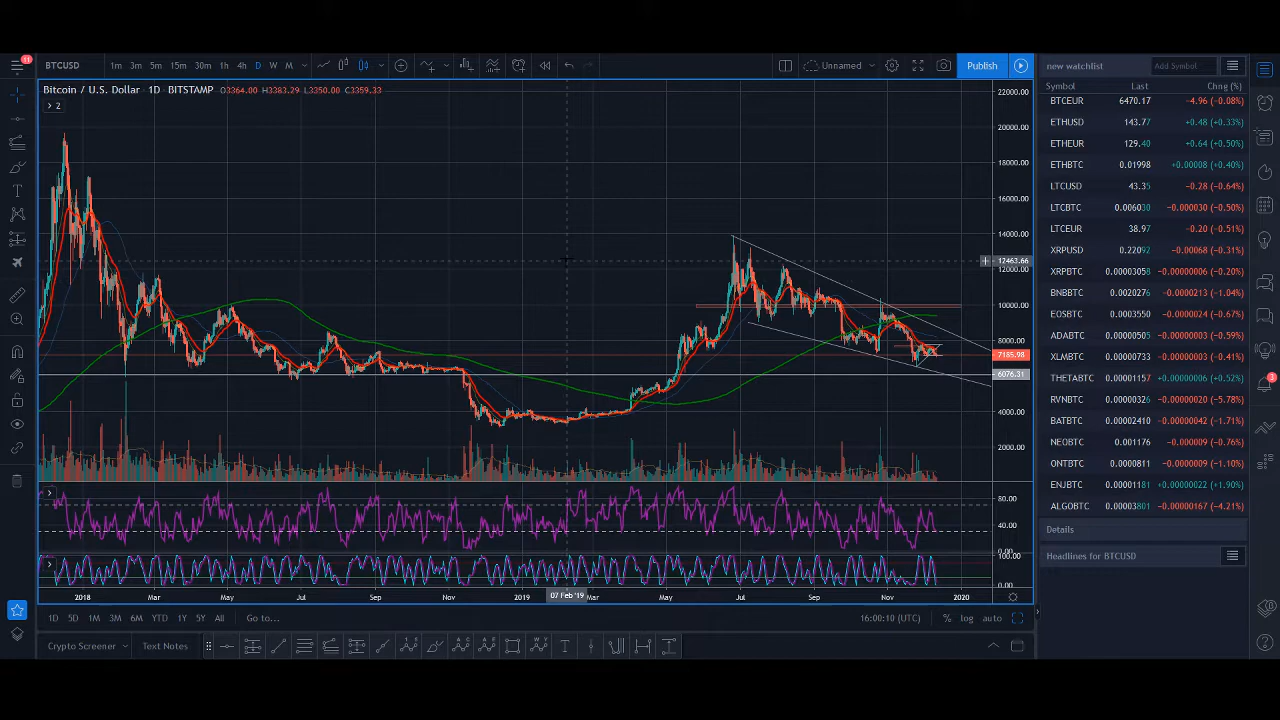 11
BTCUSD 1m 3m 5m 15m 30m 1h 4h D W M Unnamed Publish
Bitcoin / U.S. Dollar · 1D · BITSTAMP O3364.00 H3383.29 L3350.00 C3359.33
2
22000.00
20000.00
18000.00
16000.00
14000.00
12463.66
12000.00
10000.00
8000.00
7185.98
6076.31
4000.00
2000.00
80.00
40.00
0.00
100.00
0.00
2018 Mar May Jul Sep Nov 2019 07 Feb '19 Mar May Jul Sep Nov 2020
1D 5D 1M 3M 6M YTD 1Y 5Y All Go to... 16:00:10 (UTC) % log auto
Crypto Screener Text Notes
new watchlist Add Symbol
Symbol Last Chng (%)
BTCEUR 6470.17 −4.96 (−0.08%)
ETHUSD 143.77 +0.48 (+0.33%)
ETHEUR 129.40 +0.64 (+0.50%)
ETHBTC 0.01998 +0.00008 (+0.40%)
LTCUSD 43.35 −0.28 (−0.64%)
LTCBTC 0.006030 −0.000030 (−0.50%)
LTCEUR 38.97 −0.20 (−0.51%)
XRPUSD 0.22092 −0.00068 (−0.31%)
XRPBTC 0.00003058 −0.00000008 (−0.26%)
BNBBTC 0.002026 −0.0000213 (−1.04%)
EOSBTC 0.0003550 −0.0000024 (−0.67%)
ADABTC 0.00000505 −0.00000003 (−0.59%)
XLMBTC 0.00000733 −0.00000003 (−0.41%)
THETABTC 0.00001157 +0.00000006 (+0.52%)
RVNBTC 0.00000326 −0.00000020 (−5.78%)
BATBTC 0.00002410 −0.00000042 (−1.71%)
NEOBTC 0.001176 −0.000009 (−0.76%)
ONTBTC 0.0000811 −0.0000009 (−1.10%)
ENJBTC 0.00001181 +0.00000022 (+1.90%)
ALGOBTC 0.00003801 −0.00000167 (−4.21%)
Details
Headlines for BTCUSD
3